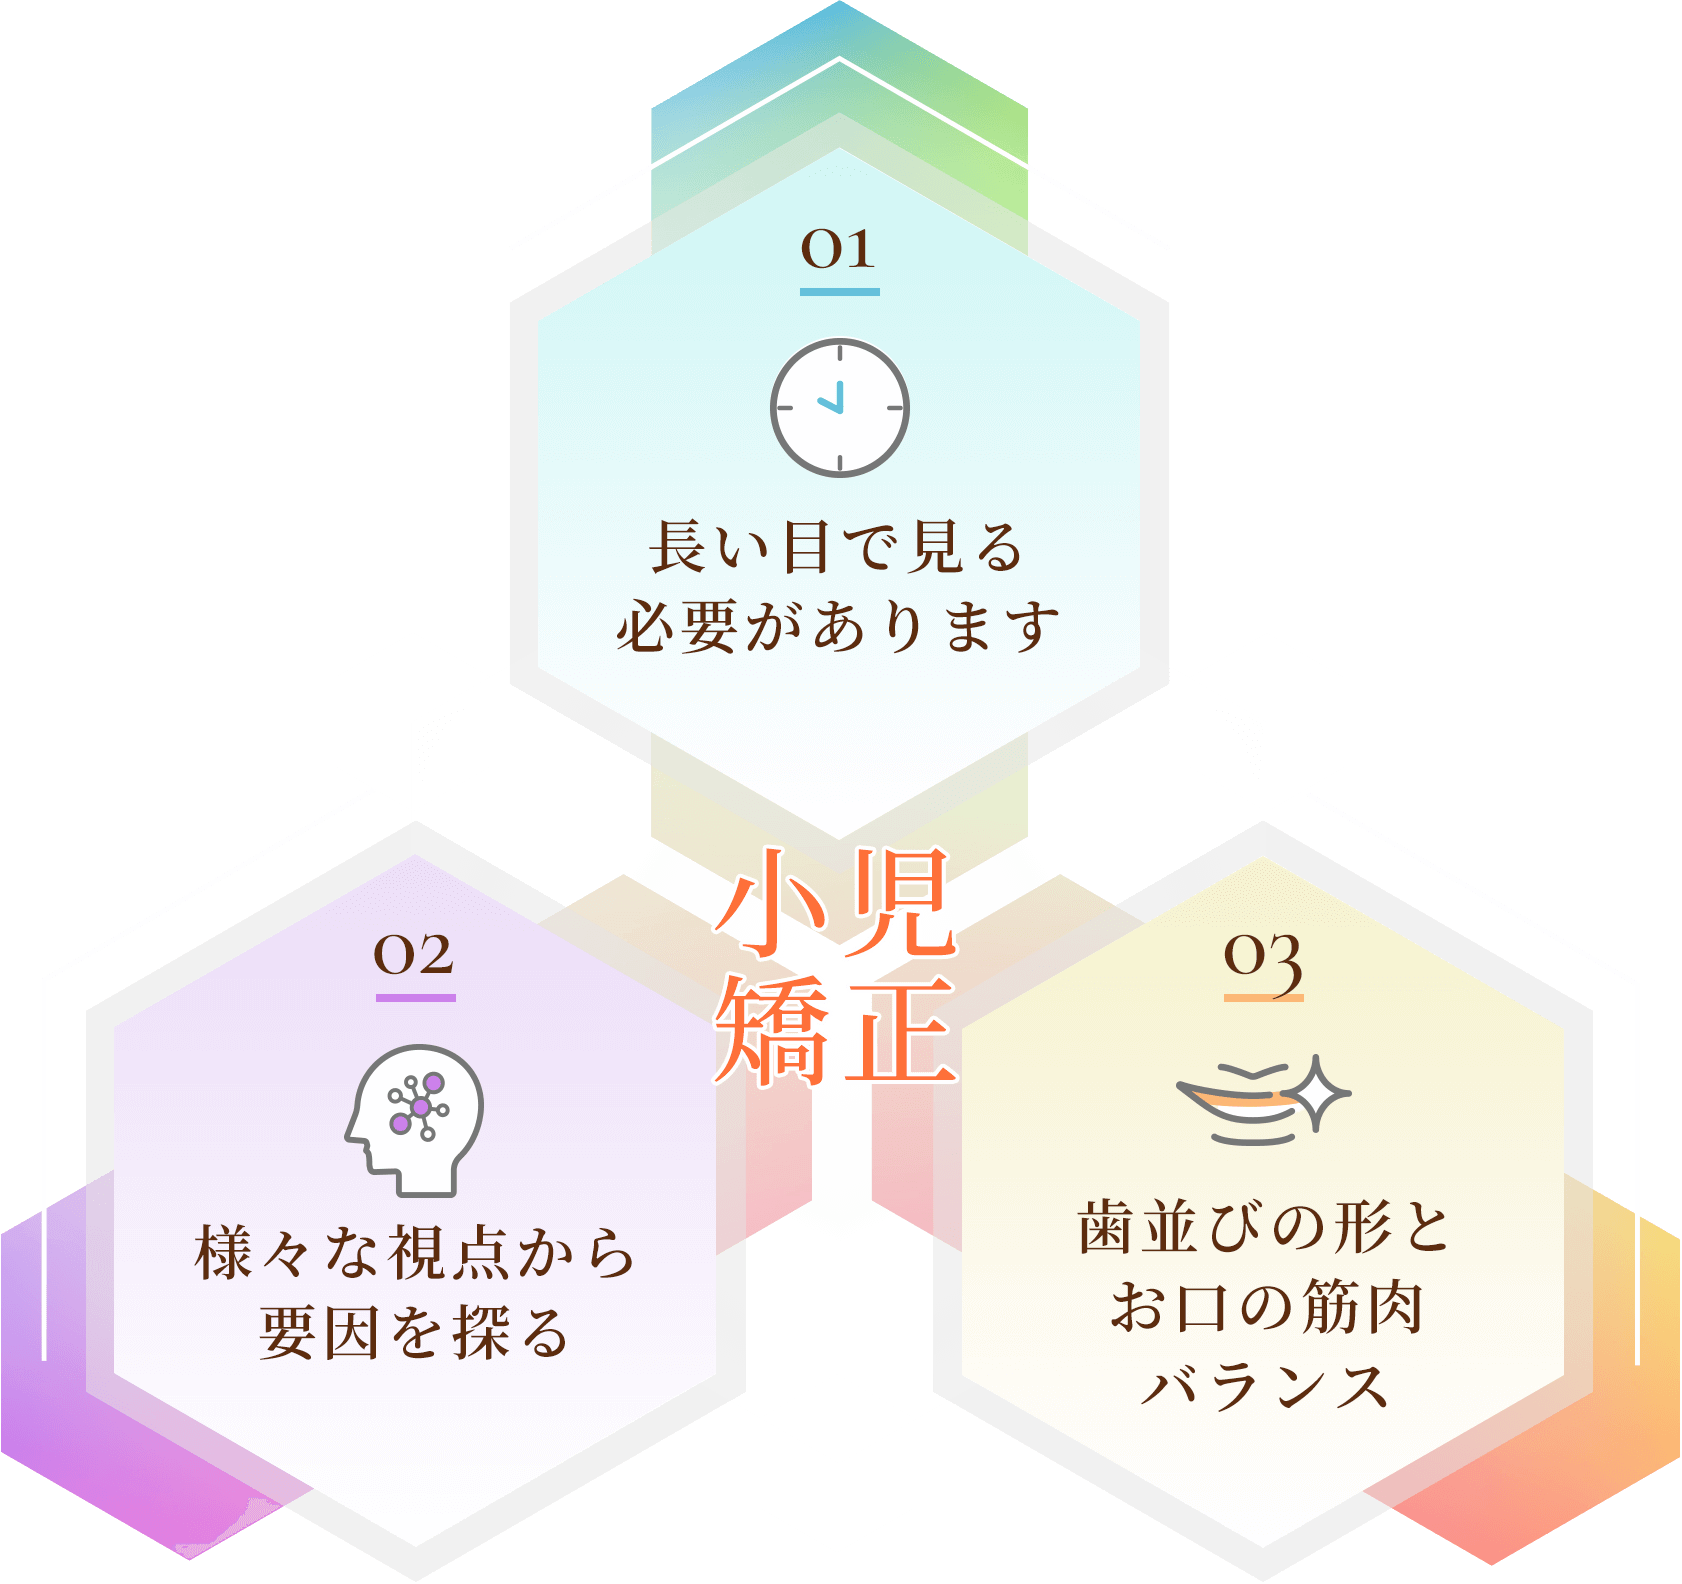 01
長い目で見る
必要があります
小児
矯正
02
様々な視点から
要因を探る
03
歯並びの形と
お口の筋肉
バランス